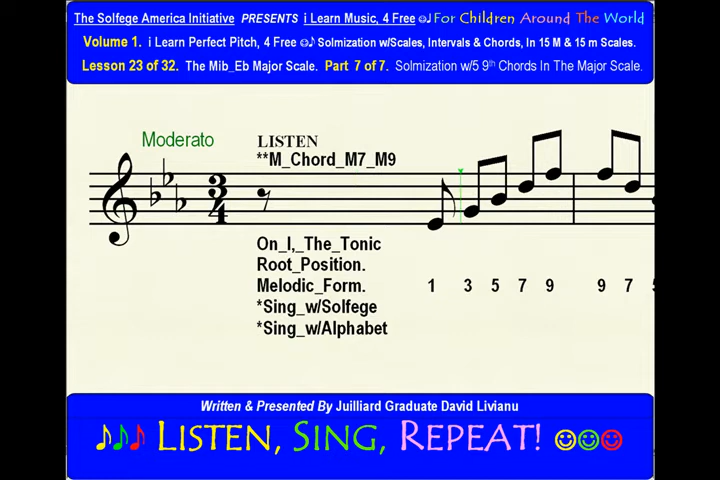 The Solfege America Initiative PRESENTS i Learn Music, 4 Free For Children Around The World
Volume 1. i Learn Perfect Pitch, 4 Free Solmization w/Scales, Intervals & Chords, In 15 M & 15 m Scales.
Lesson 23 of 32. The Mib_Eb Major Scale. Part 7 of 7. Solmization w/5 9th Chords In The Major Scale.
Moderato
LISTEN
**M_Chord_M7_M9
3
4
On_I,_The_Tonic
Root_Position.
Melodic_Form. 1 3 5 7 9 9 7
*Sing_w/Solfege
*Sing_w/Alphabet
Written & Presented By Juilliard Graduate David Livianu
LISTEN, SING, REPEAT!